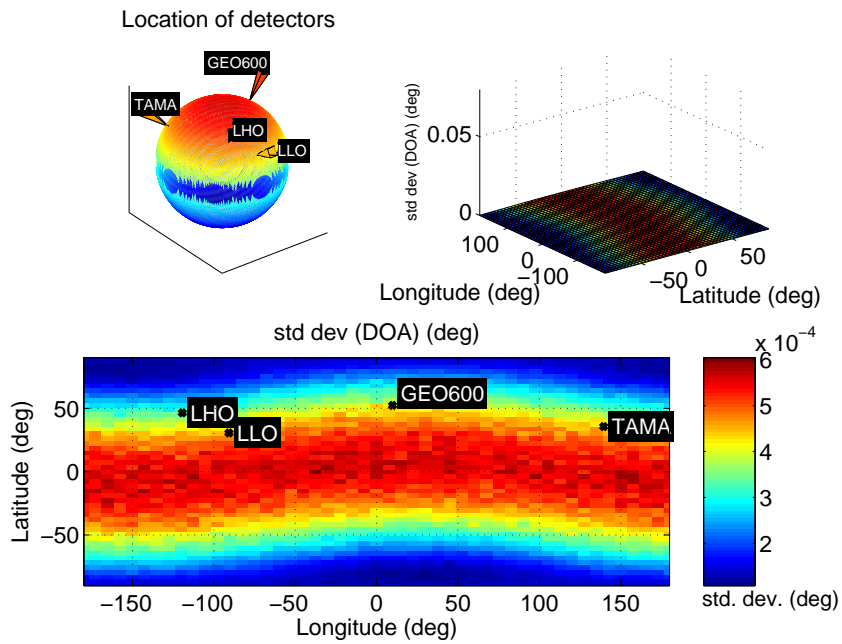 Location of detectors
GEO600
TAMA
LHO
LLO
std dev (DOA) (deg)
0.05
0
100
0
−100
Longitude (deg)
50
0
−50
Latitude (deg)
std dev (DOA) (deg)
x 10−4
50
0
−50
Latitude (deg)
LHO
LLO
GEO600
TAMA
−150
−100
−50
0
50
100
150
Longitude (deg)
6
5
4
3
2
std. dev. (deg)